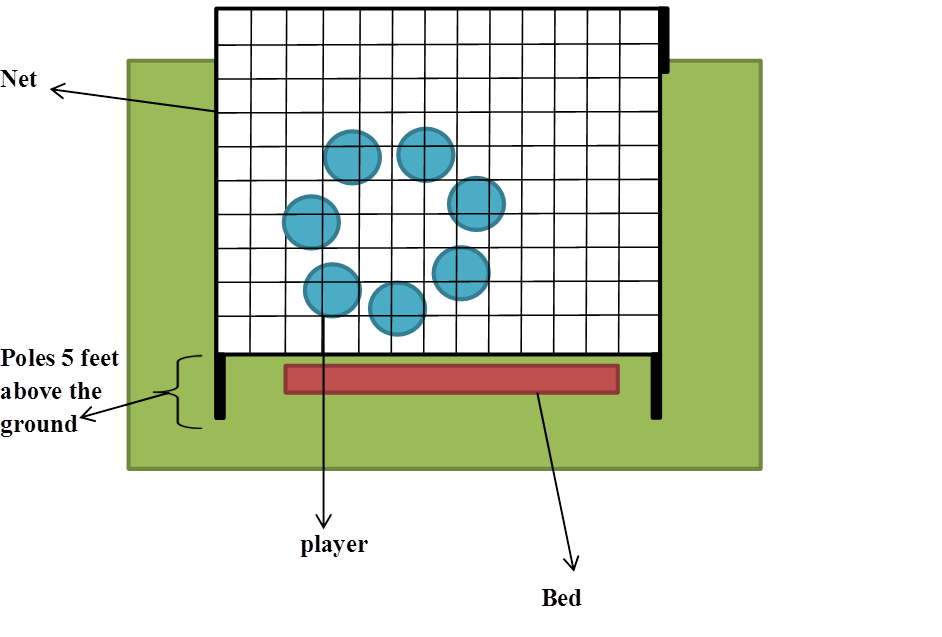 Net
Poles 5 feet
above the
ground
player
Bed